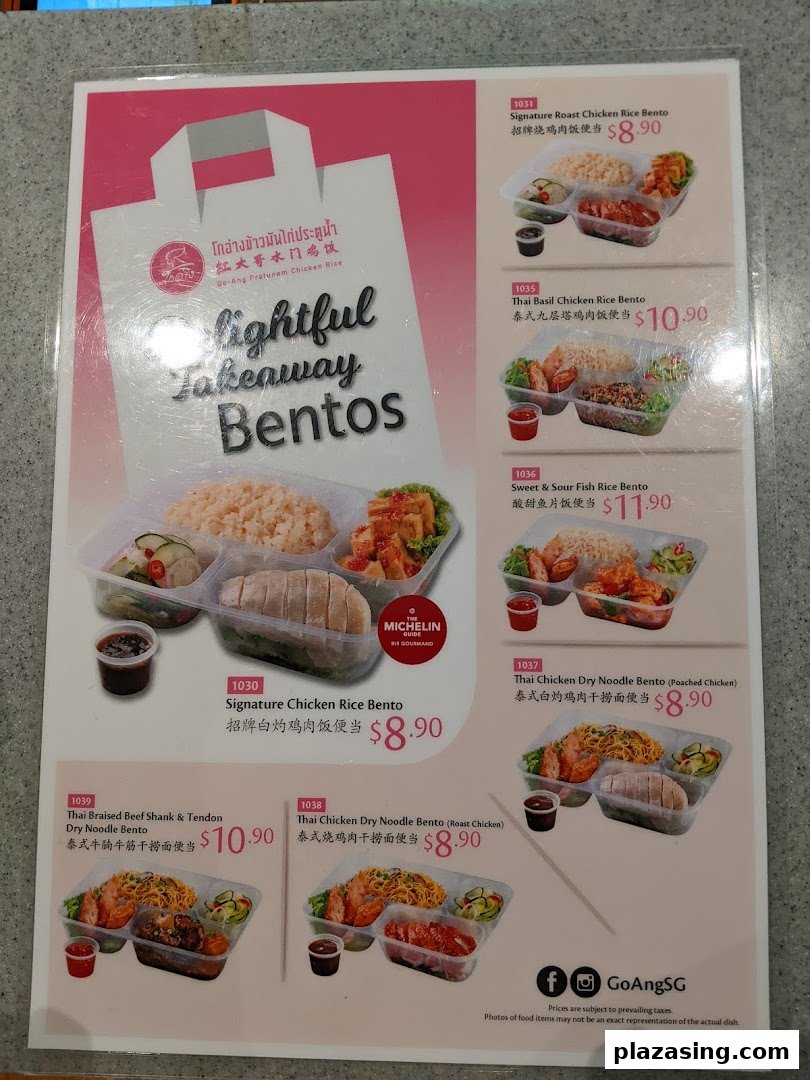 โกอ่างข้าวมันไก่ประตูน้ำ
红大哥水门鸡饭
Go-Ang Pratunam Chicken Rice
Delightful
Takeaway
Bentos
THE
MICHELIN
GUIDE
BIB GOURMAND
1030
Signature Chicken Rice Bento
招牌白灼鸡肉饭便当 $8.90
1031
Signature Roast Chicken Rice Bento
招牌烧鸡肉饭便当 $8.90
1035
Thai Basil Chicken Rice Bento
泰式九层塔鸡肉饭便当 $10.90
1036
Sweet & Sour Fish Rice Bento
酸甜鱼片饭便当 $11.90
1037
Thai Chicken Dry Noodle Bento (Poached Chicken)
泰式白灼鸡肉干捞面便当 $8.90
1039
Thai Braised Beef Shank & Tendon
Dry Noodle Bento
泰式牛腩牛筋干捞面便当 $10.90
1038
Thai Chicken Dry Noodle Bento (Roast Chicken)
泰式烧鸡肉干捞面便当 $8.90
GoAngSG
Prices are subject to prevailing taxes.
Photos of food items may not be an exact representation of the actual dish.
plazasing.com